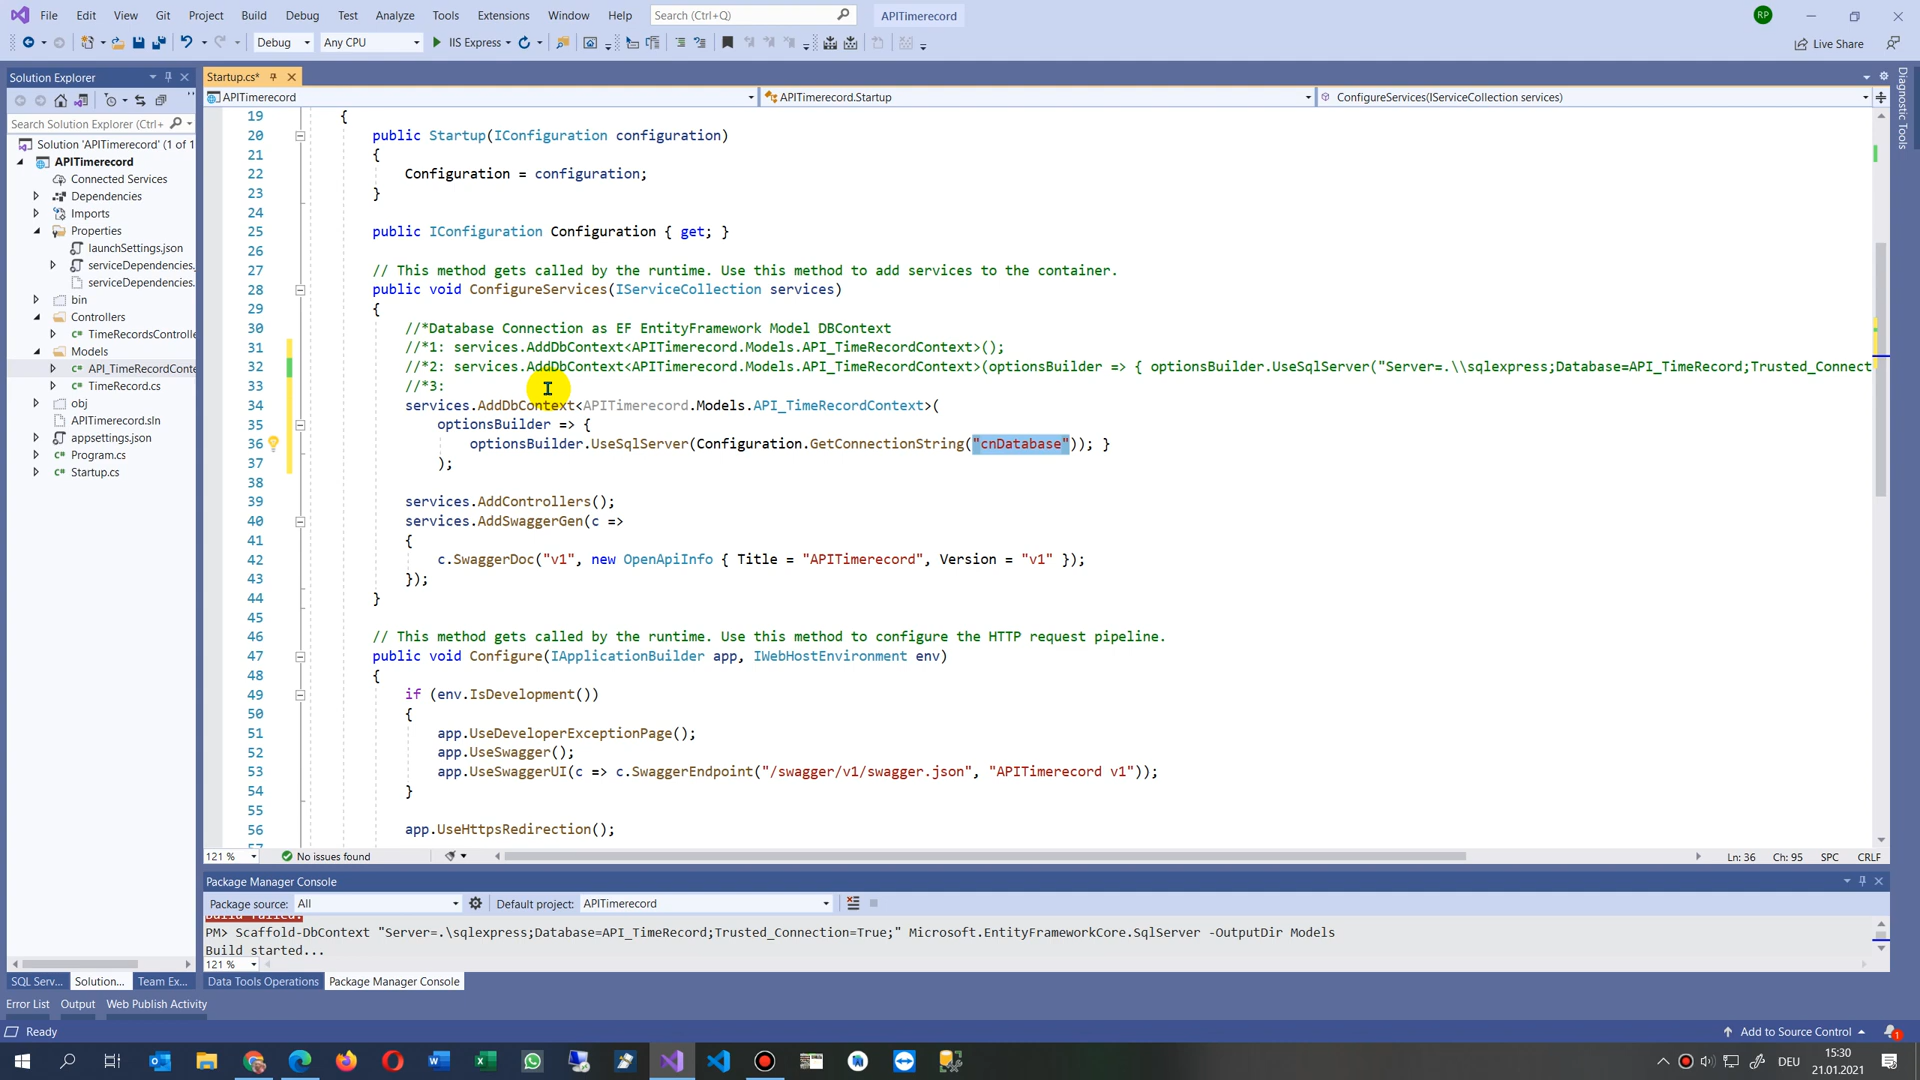 File Edit View Git Project Build Debug Test Analyze Tools Extensions Window Help Search (Ctrl+Q) APITimerecord RP
Debug Any CPU IIS Express Live Share
Solution Explorer
Startup.cs*
APITimerecord APITimerecord.Startup ConfigureServices(IServiceCollection services)
Diagnostic Tools
Search Solution Explorer (Ctrl+
Solution 'APITimerecord' (1 of 1
APITimerecord
Connected Services
Dependencies
Imports
Properties
launchSettings.json
serviceDependencies.
serviceDependencies.
bin
Controllers
TimeRecordsControlle
Models
API_TimeRecordConte
TimeRecord.cs
obj
APITimerecord.sln
appsettings.json
Program.cs
Startup.cs
19 {
20 public Startup(IConfiguration configuration)
21 {
22 Configuration = configuration;
23 }
24
25 public IConfiguration Configuration { get; }
26
27 // This method gets called by the runtime. Use this method to add services to the container.
28 public void ConfigureServices(IServiceCollection services)
29 {
30 //*Database Connection as EF EntityFramework Model DBContext
31 //*1: services.AddDbContext<APITimerecord.Models.API_TimeRecordContext>();
32 //*2: services.AddDbContext<APITimerecord.Models.API_TimeRecordContext>(optionsBuilder => { optionsBuilder.UseSqlServer("Server=.\\sqlexpress;Database=API_TimeRecord;Trusted_Connect
33 //*3:
34 services.AddDbContext<APITimerecord.Models.API_TimeRecordContext>(
35 optionsBuilder => {
36 optionsBuilder.UseSqlServer(Configuration.GetConnectionString("cnDatabase")); }
37 );
38
39 services.AddControllers();
40 services.AddSwaggerGen(c =>
41 {
42 c.SwaggerDoc("v1", new OpenApiInfo { Title = "APITimerecord", Version = "v1" });
43 });
44 }
45
46 // This method gets called by the runtime. Use this method to configure the HTTP request pipeline.
47 public void Configure(IApplicationBuilder app, IWebHostEnvironment env)
48 {
49 if (env.IsDevelopment())
50 {
51 app.UseDeveloperExceptionPage();
52 app.UseSwagger();
53 app.UseSwaggerUI(c => c.SwaggerEndpoint("/swagger/v1/swagger.json", "APITimerecord v1"));
54 }
55
56 app.UseHttpsRedirection();
121 % No issues found Ln: 36 Ch: 95 SPC CRLF
Package Manager Console
Package source: All Default project: APITimerecord
Build failed.
PM> Scaffold-DbContext "Server=.\sqlexpress;Database=API_TimeRecord;Trusted_Connection=True;" Microsoft.EntityFrameworkCore.SqlServer -OutputDir Models
Build started...
121 %
SQL Serv... Solution... Team Ex... Data Tools Operations Package Manager Console
Error List Output Web Publish Activity
Ready Add to Source Control 1
DEU 15:30
21.01.2021